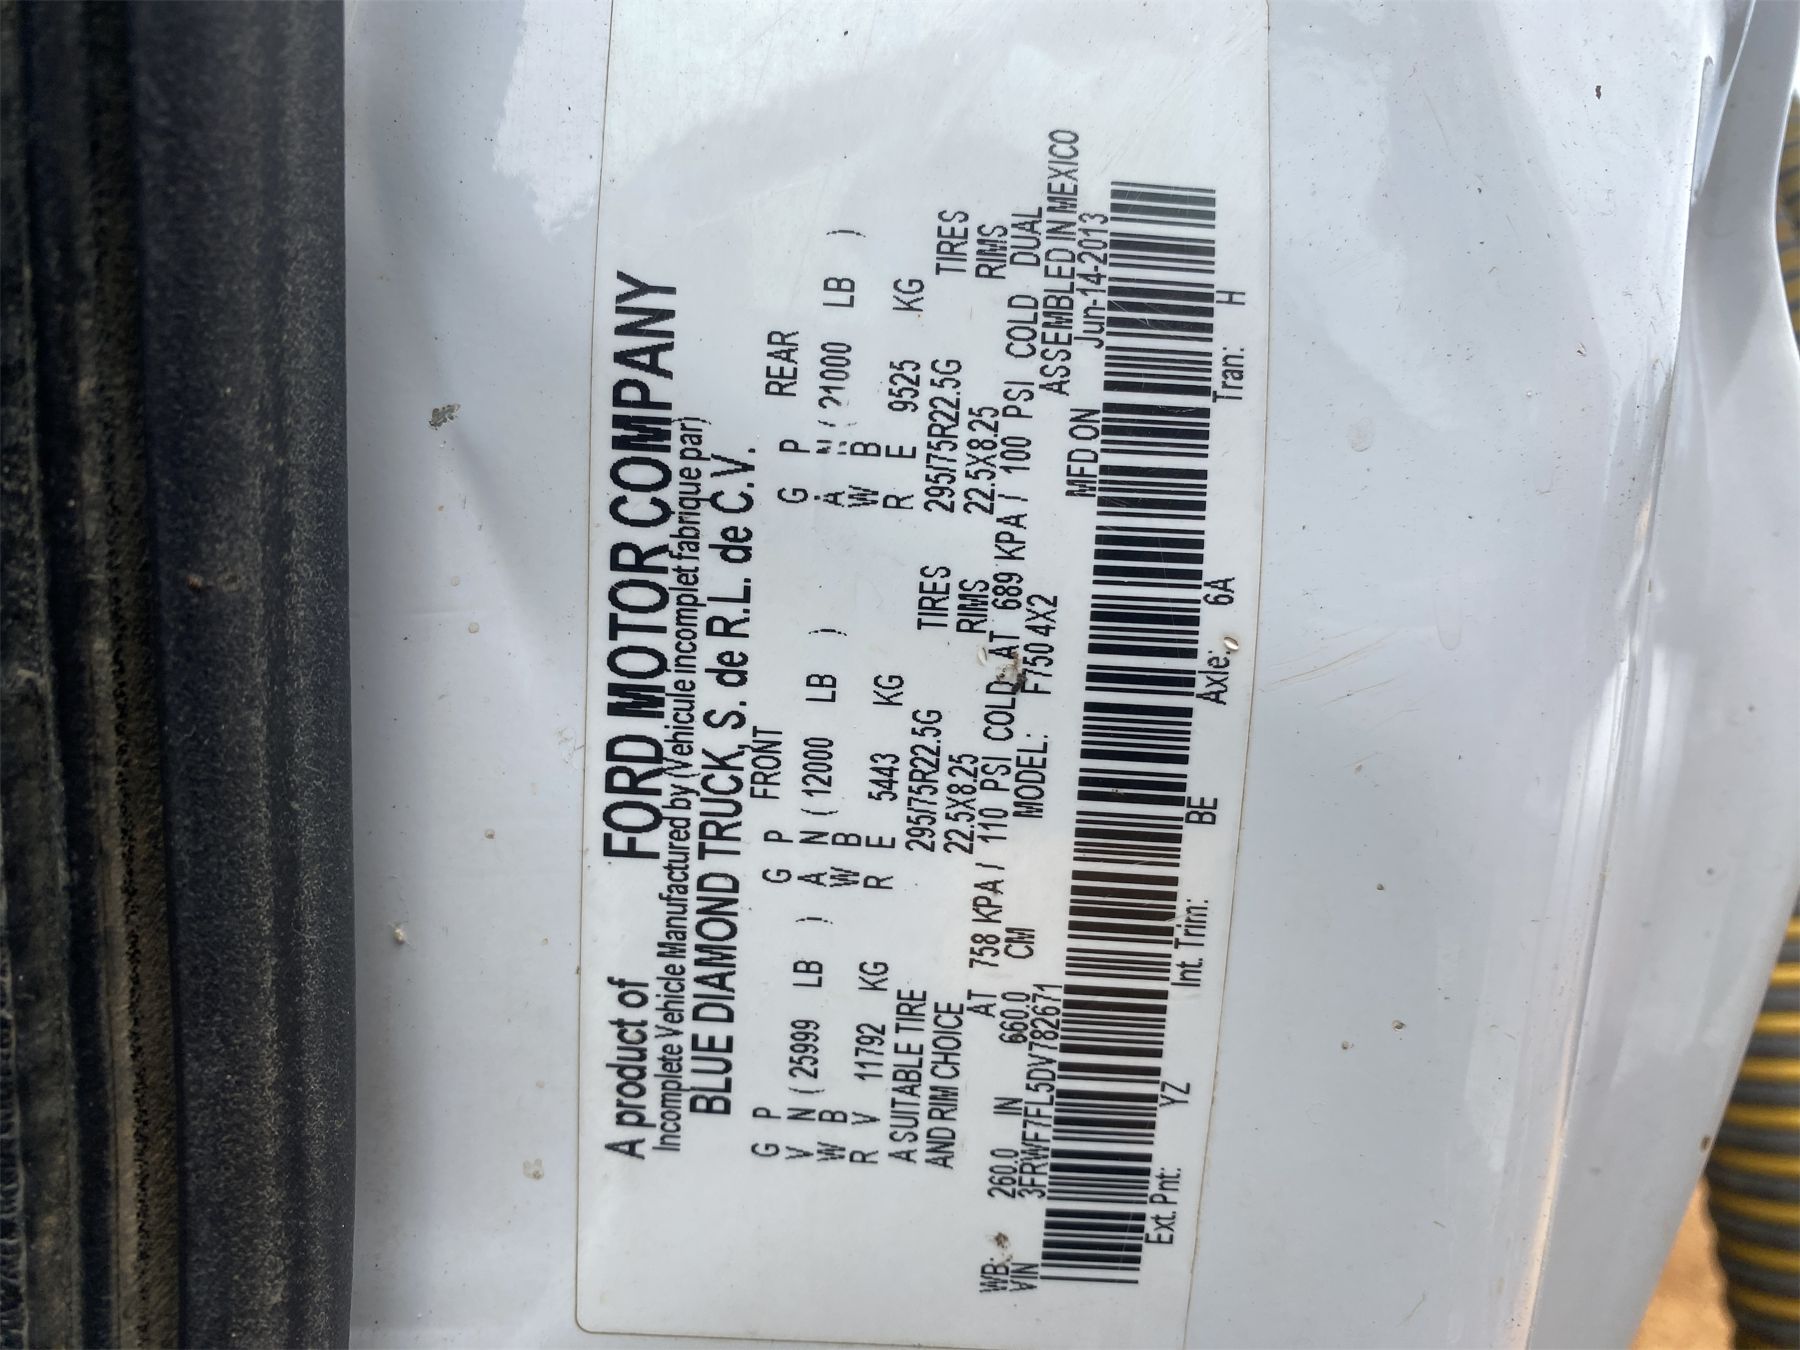 A product of FORD MOTOR COMPANY
Incomplete Vehicle Manufactured by (Vehicule incomplet fabrique par)
BLUE DIAMOND TRUCK, S. de R.L. de C.V.
FRONT REAR
G P G P G P
V N ( 25999 LB ) A N ( 12000 LB ) A N ( 21000 LB )
W B W B W B
R V 11792 KG R E 5443 KG R E 9525 KG
A SUITABLE TIRE 295/75R22.5G TIRES 295/75R22.5G TIRES
AND RIM CHOICE 22.5X8.25 RIMS 22.5X8.25 RIMS
AT 758 KPA / 110 PSI COLD AT 689 KPA / 100 PSI COLD DUAL
WB: 260.0 IN 660.0 CM MODEL: F750 4X2 ASSEMBLED IN MEXICO
VIN 3FRWF7FL5DV782671 MFD ON Jun-14-2013
Ext. Pnt: YZ Int. Trim: BE Axle: 6A Tran: H